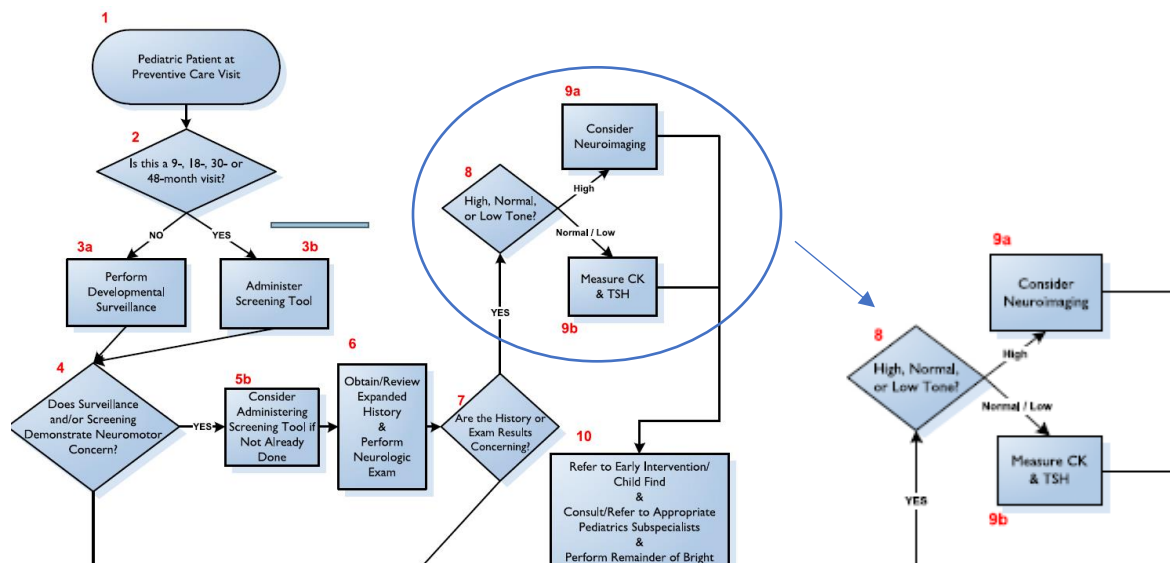 1
Pediatric Patient at
Preventive Care Visit
2
Is this a 9-, 18-, 30- or
48-month visit?
NO
YES
3a
Perform
Developmental
Surveillance
3b
Administer
Screening Tool
4
Does Surveillance
and/or Screening
Demonstrate Neuromotor
Concern?
YES
5b
Consider
Administering
Screening Tool if
Not Already
Done
6
Obtain/Review
Expanded
History
&
Perform
Neurologic
Exam
7
Are the History or
Exam Results
Concerning?
YES
8
High, Normal,
or Low Tone?
High
Normal / Low
9a
Consider
Neuroimaging
Measure CK
& TSH
9b
10
Refer to Early Intervention/
Child Find
&
Consult/Refer to Appropriate
Pediatrics Subspecialists
&
Perform Remainder of Bright
8
High, Normal,
or Low Tone?
High
Normal / Low
YES
9a
Consider
Neuroimaging
Measure CK
& TSH
9b